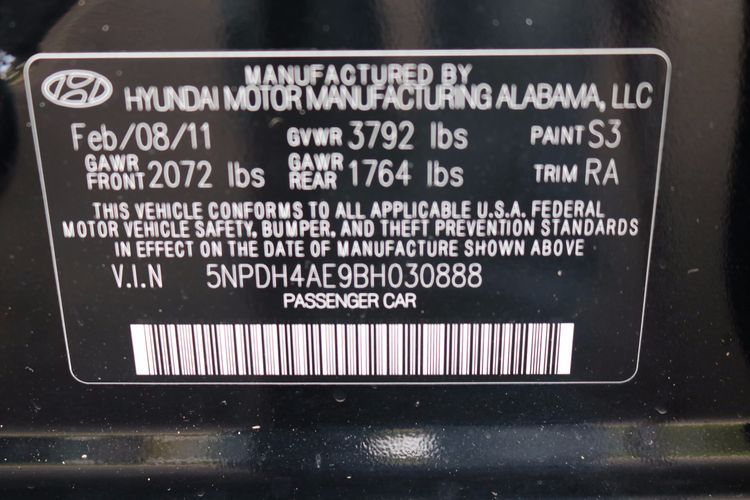 MANUFACTURED BY
HYUNDAI MOTOR MANUFACTURING ALABAMA, LLC
Feb/08/11 GVWR 3792 lbs PAINT S3
GAWR FRONT 2072 lbs GAWR REAR 1764 lbs TRIM RA
THIS VEHICLE CONFORMS TO ALL APPLICABLE U.S.A. FEDERAL
MOTOR VEHICLE SAFETY, BUMPER, AND THEFT PREVENTION STANDARDS
IN EFFECT ON THE DATE OF MANUFACTURE SHOWN ABOVE
V.I.N 5NPDH4AE9BH030888
PASSENGER CAR